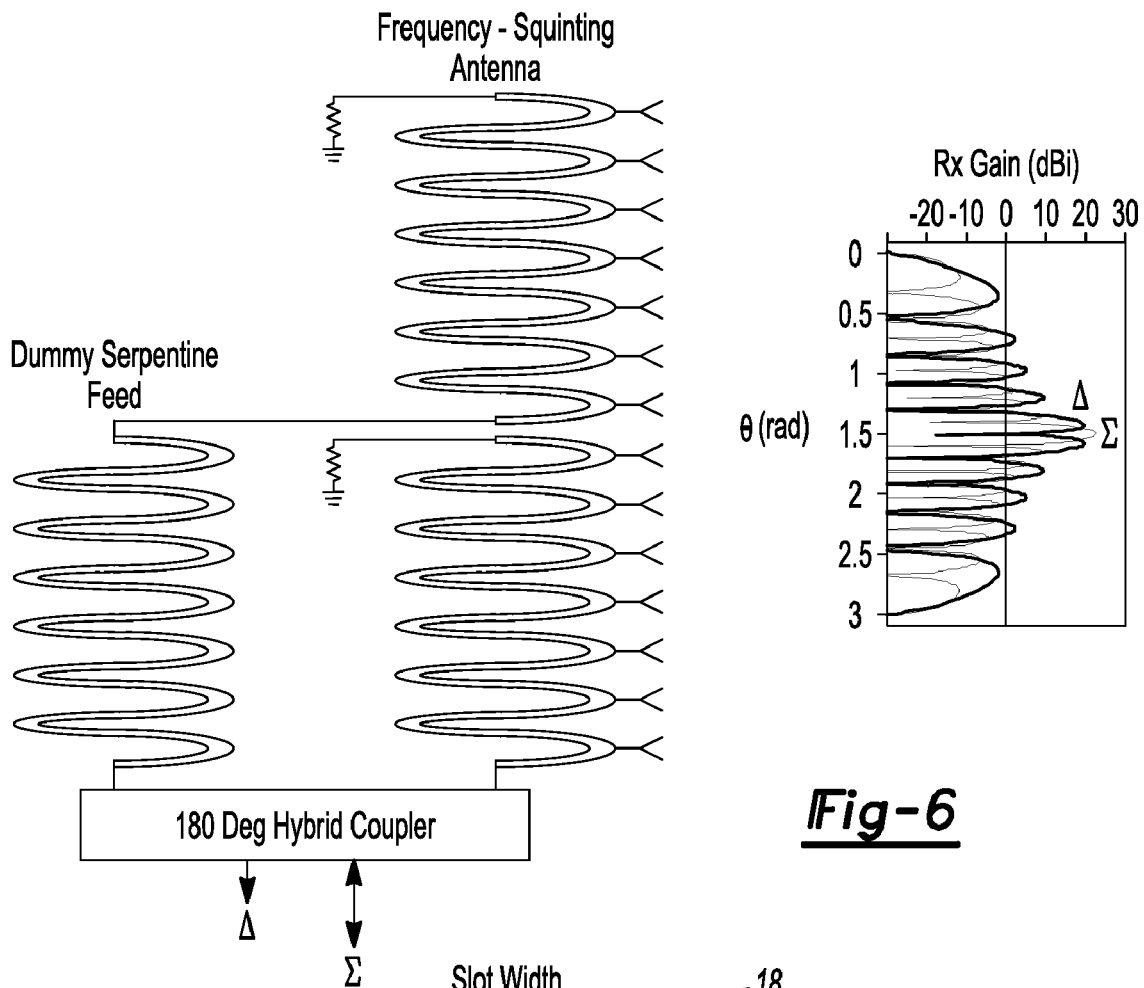 Frequency - Squinting
Antenna
Rx Gain (dBi)
-20 -10 0 10 20 30
0
0.5
Dummy Serpentine
Feed
1
Δ
θ (rad)
1.5
Σ
2
2.5
3
180 Deg Hybrid Coupler
Fig-6
Δ
Σ
Slot Width
18